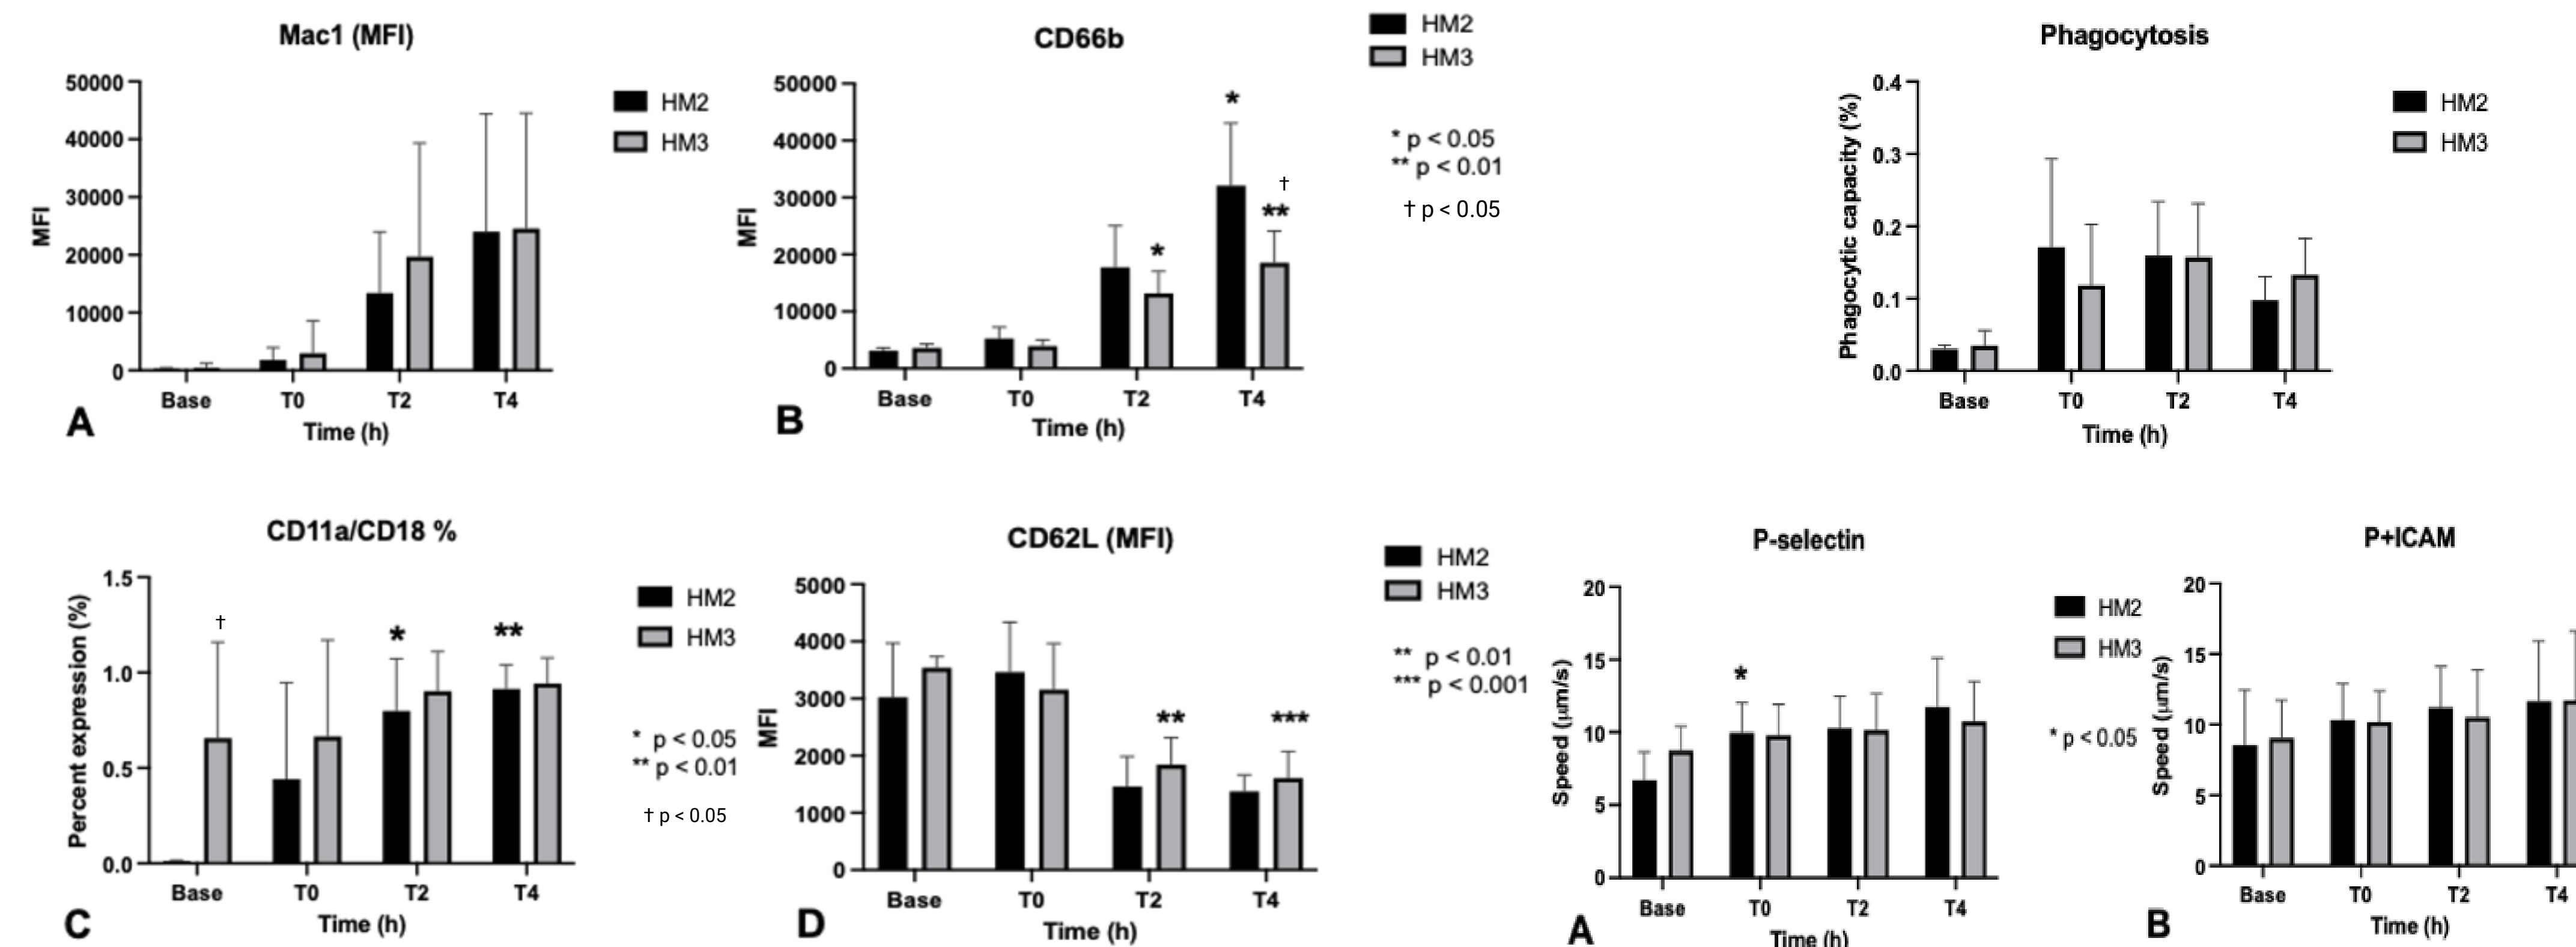 Mac1 (MFI)
50000
40000
30000
20000
10000
0
MFI
Base T0 T2 T4
Time (h)
A
HM2
HM3
CD66b
50000
40000
30000
20000
10000
0
MFI
*
*
†
**
Base T0 T2 T4
Time (h)
B
HM2
HM3
* p < 0.05
** p < 0.01
† p < 0.05
Phagocytosis
0.4
0.3
0.2
0.1
0.0
Phagocytic capacity (%)
Base T0 T2 T4
Time (h)
HM2
HM3
CD11a/CD18 %
1.5
1.0
0.5
0.0
Percent expression (%)
†
*
**
Base T0 T2 T4
Time (h)
C
HM2
HM3
* p < 0.05
** p < 0.01
† p < 0.05
CD62L (MFI)
5000
4000
3000
2000
1000
0
MFI
**
***
Base T0 T2 T4
Time (h)
D
HM2
HM3
** p < 0.01
*** p < 0.001
P-selectin
20
15
10
5
0
Speed (μm/s)
*
Base T0 T2 T4
Time (h)
A
HM2
HM3
* p < 0.05
P+ICAM
20
15
10
5
0
Speed (μm/s)
Base T0 T2 T4
Time (h)
B